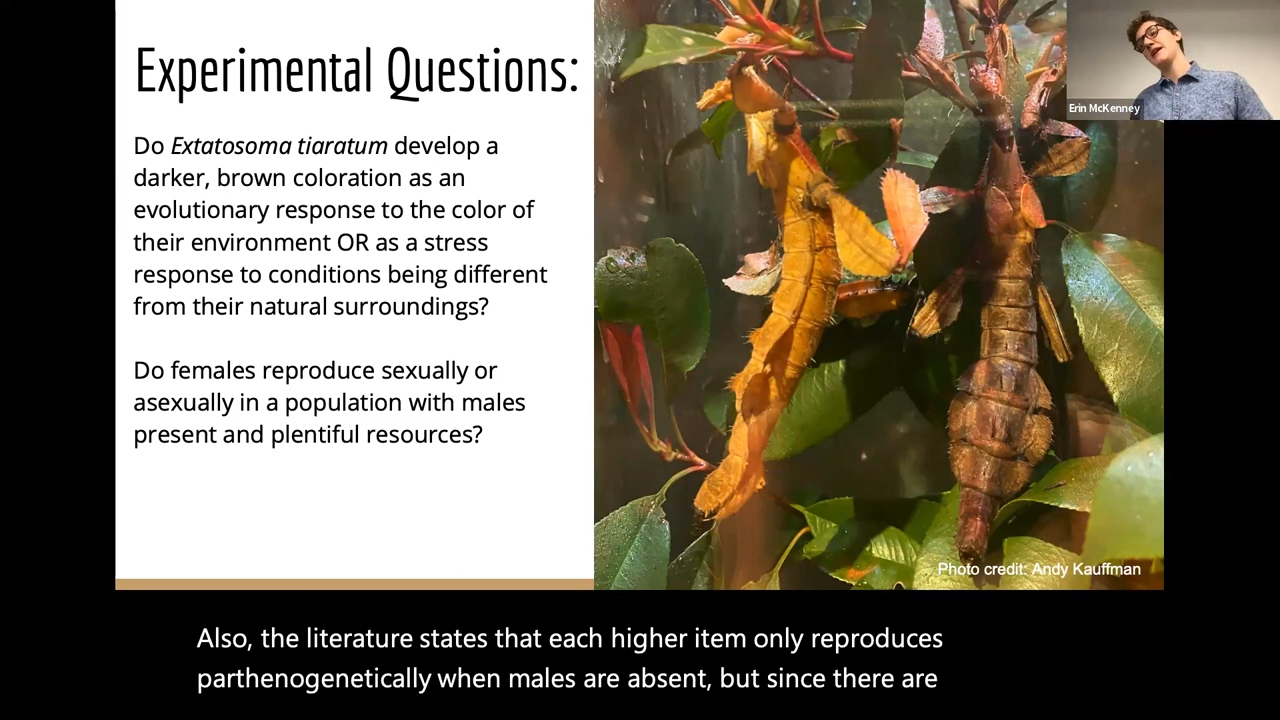 Experimental Questions:
Do Extatosoma tiaratum develop a
darker, brown coloration as an
evolutionary response to the color of
their environment OR as a stress
response to conditions being different
from their natural surroundings?
Do females reproduce sexually or
asexually in a population with males
present and plentiful resources?
Erin McKenney
Photo credit: Andy Kauffman
Also, the literature states that each higher item only reproduces
parthenogenetically when males are absent, but since there are